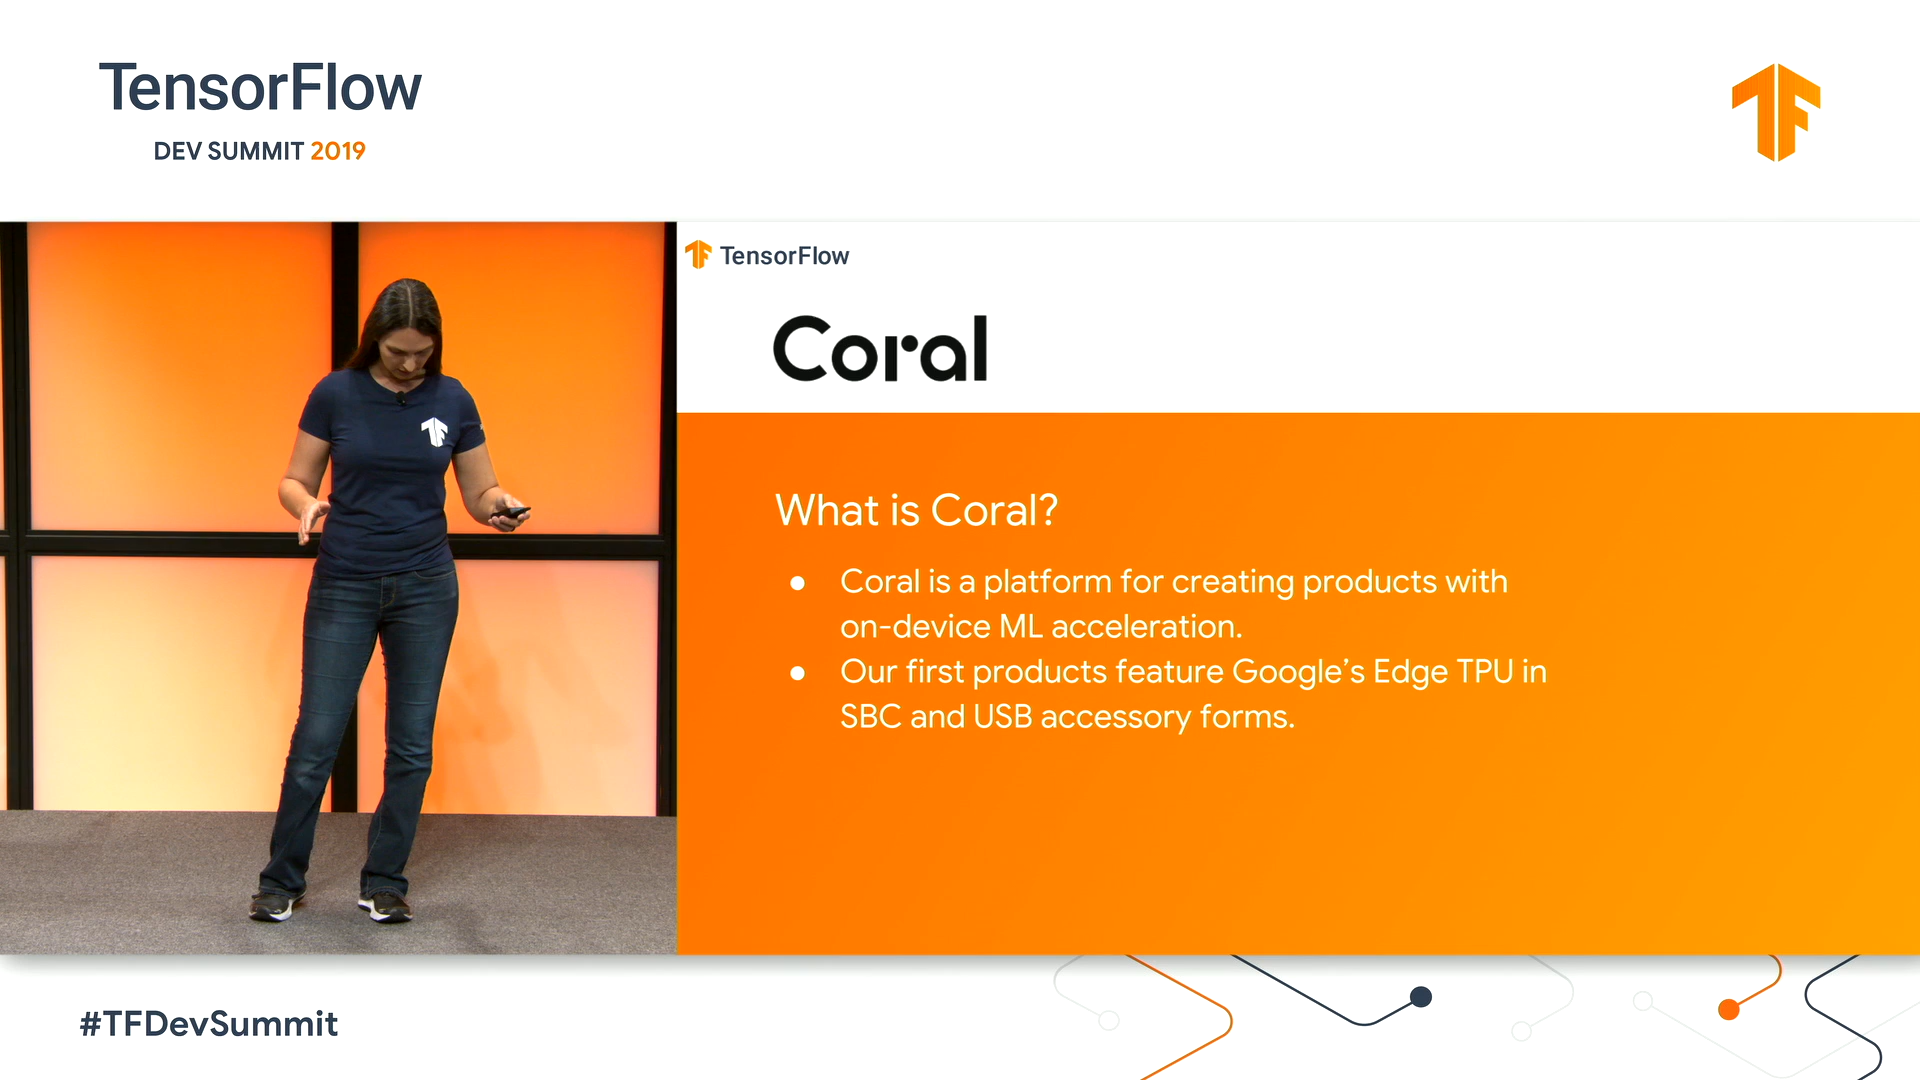 TensorFlow
DEV SUMMIT 2019
TF
TensorFlow
Coral
What is Coral?
● Coral is a platform for creating products with
on-device ML acceleration.
● Our first products feature Google's Edge TPU in
SBC and USB accessory forms.
#TFDevSummit